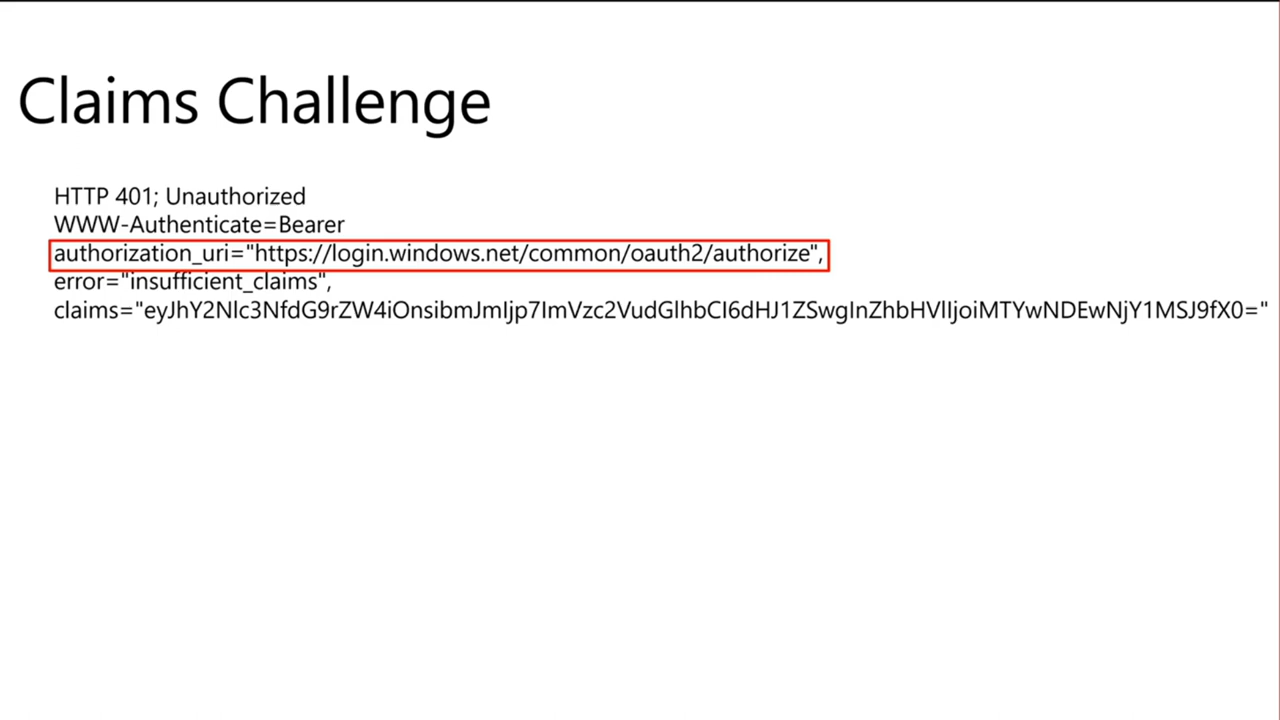 Claims Challenge
HTTP 401; Unauthorized
WWW-Authenticate=Bearer
authorization_uri="https://login.windows.net/common/oauth2/authorize",
error="insufficient_claims",
claims="eyJhY2Nlc3NfdG9rZW4iOnsibmJmIjp7ImVzc2VudGlhbCI6dHJ1ZSwgInZhbHVlIjoiMTYwNDEwNjY1MSJ9fX0="